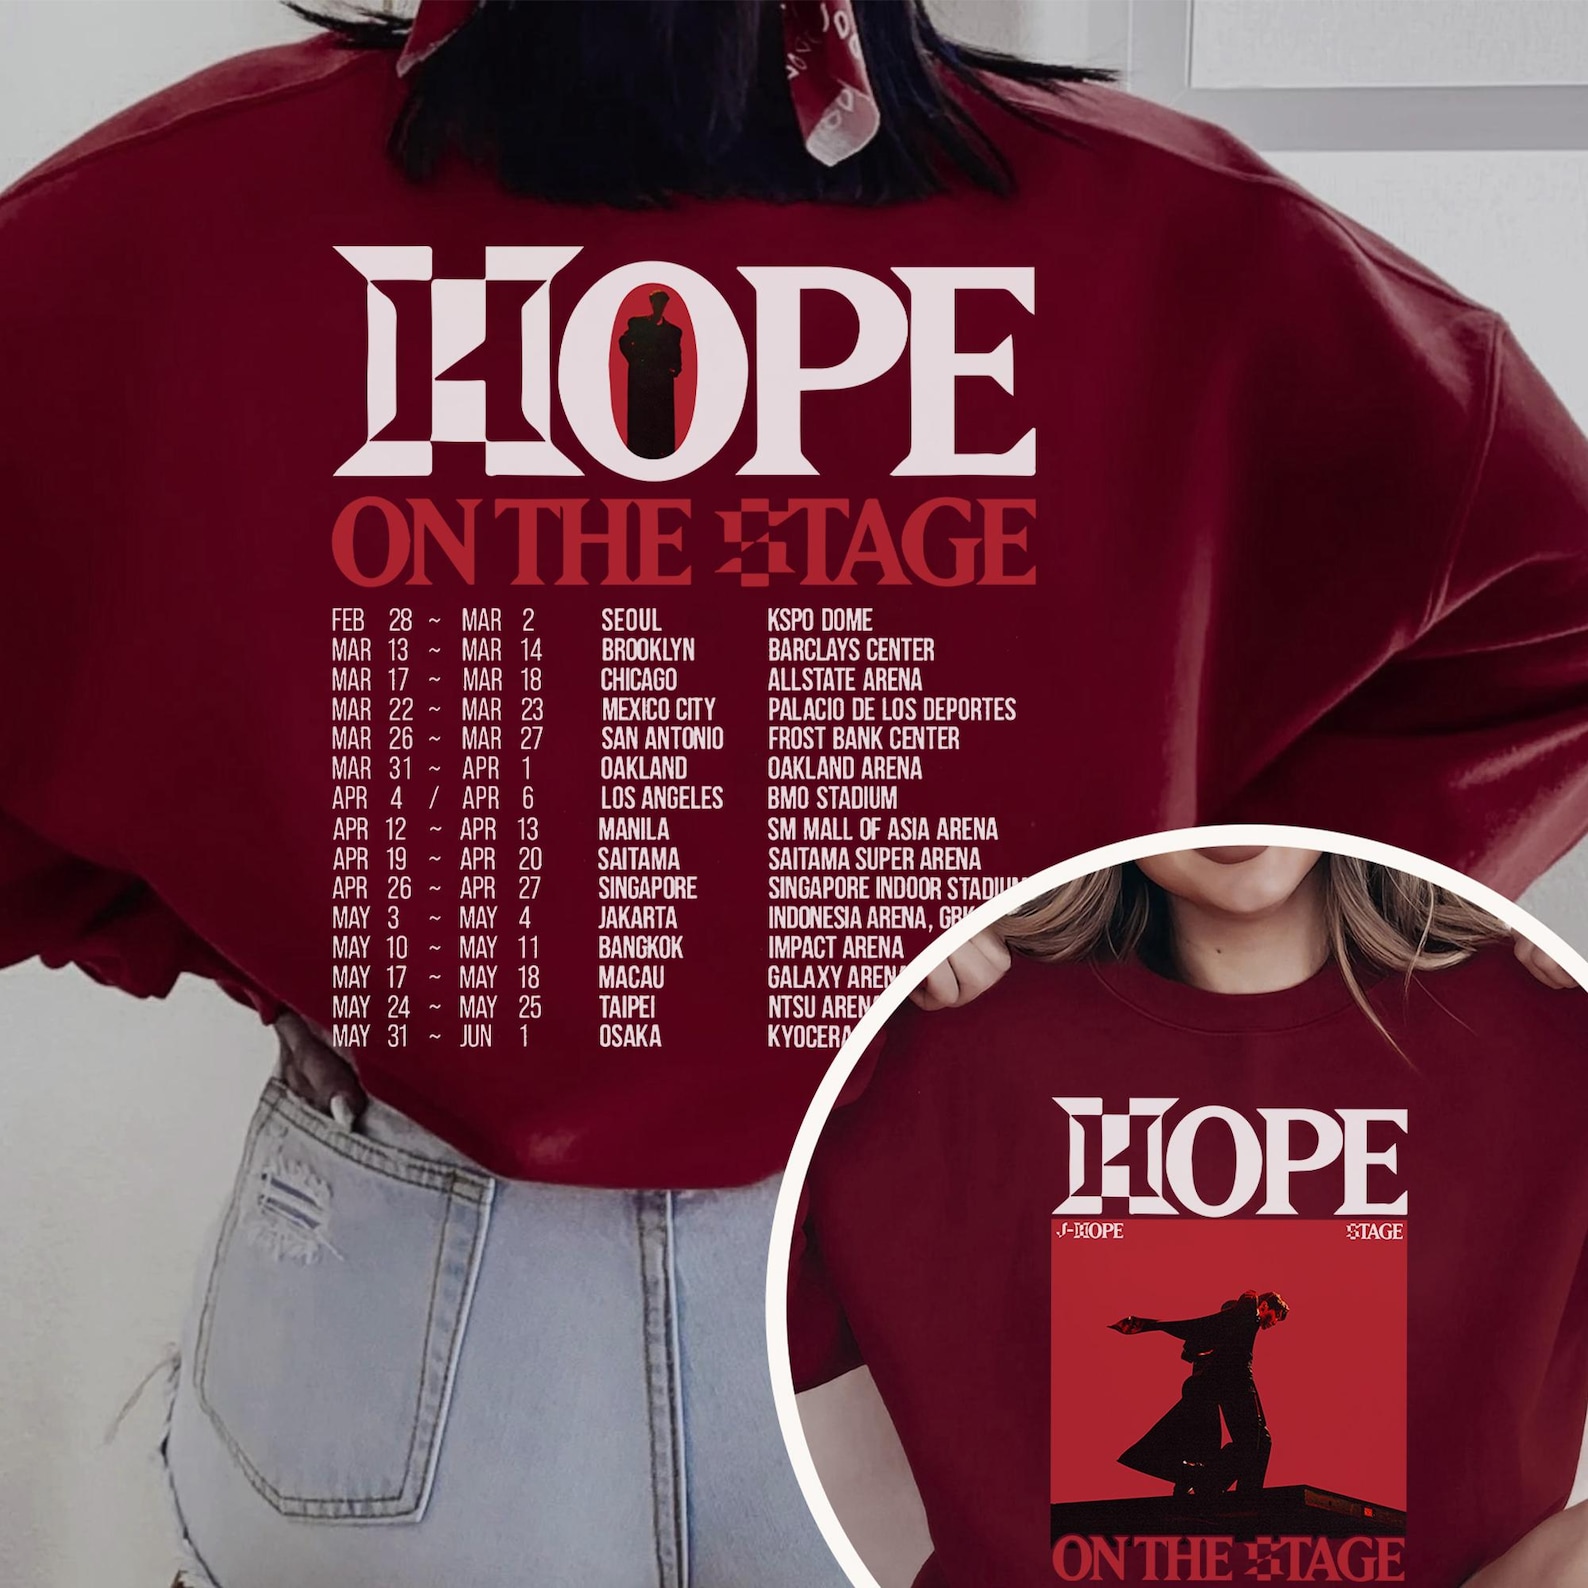 HOPE
ON THE STAGE
FEB 28 ~ MAR 2 SEOUL KSPO DOME
MAR 13 ~ MAR 14 BROOKLYN BARCLAYS CENTER
MAR 17 ~ MAR 18 CHICAGO ALLSTATE ARENA
MAR 22 ~ MAR 23 MEXICO CITY PALACIO DE LOS DEPORTES
MAR 26 ~ MAR 27 SAN ANTONIO FROST BANK CENTER
MAR 31 ~ APR 1 OAKLAND OAKLAND ARENA
APR 4 / APR 6 LOS ANGELES BMO STADIUM
APR 12 ~ APR 13 MANILA SM MALL OF ASIA ARENA
APR 19 ~ APR 20 SAITAMA SAITAMA SUPER ARENA
APR 26 ~ APR 27 SINGAPORE SINGAPORE INDOOR STADIUM
MAY 3 ~ MAY 4 JAKARTA INDONESIA ARENA,
MAY 10 ~ MAY 11 BANGKOK IMPACT ARENA
MAY 17 ~ MAY 18 MACAU GALAXY ARENA
MAY 24 ~ MAY 25 TAIPEI NTSU ARENA
MAY 31 ~ JUN 1 OSAKA KYOCERA
HOPE
J-HOPE STAGE
ON THE STAGE